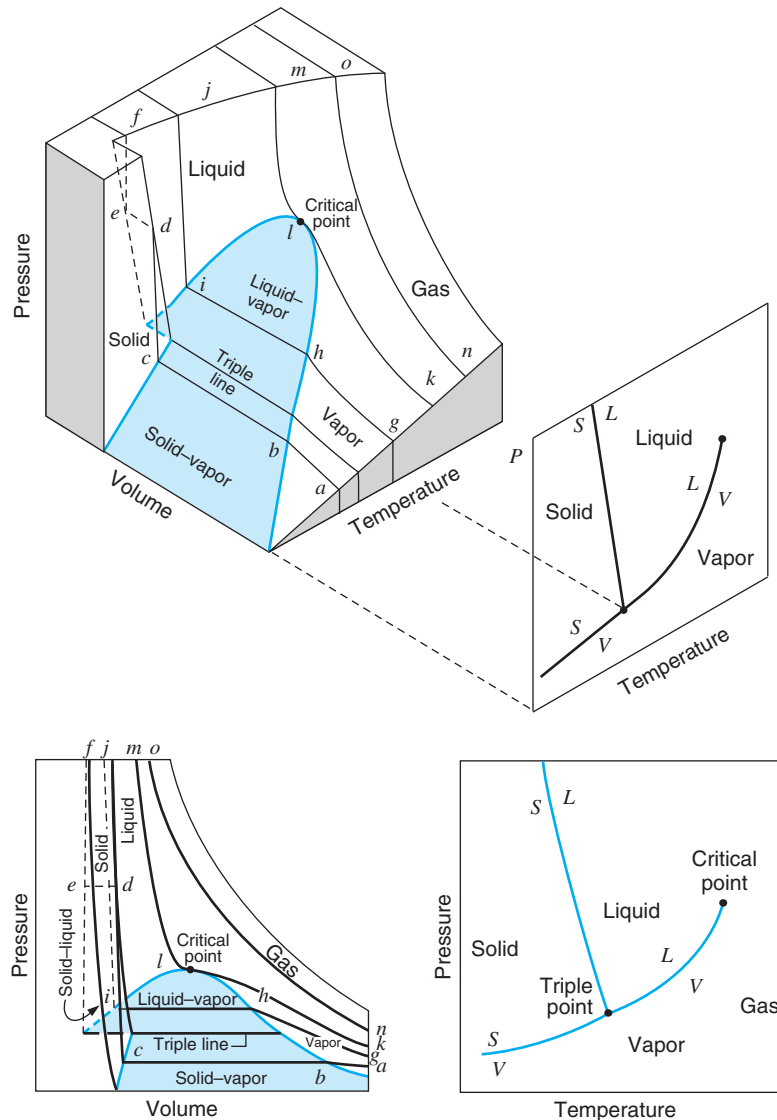 m
o
j
f
Liquid
e
d
Critical
point
l
Pressure
Liquid–
vapor
i
Gas
Solid
c
h
n
Triple
line
k
Vapor
g
Solid–vapor
b
a
Volume
Temperature
P
S
L
Liquid
L
V
Solid
Vapor
S
V
Temperature
f
j
m
o
Liquid
Solid
e
d
Solid–liquid
Critical
point
l
Gas
Pressure
i
Liquid–vapor
h
n
Triple line
Vapor
k
c
g
a
Solid–vapor
b
Volume
S
L
Critical
point
Pressure
Liquid
Solid
L
Triple
point
V
Gas
S
V
Vapor
Temperature